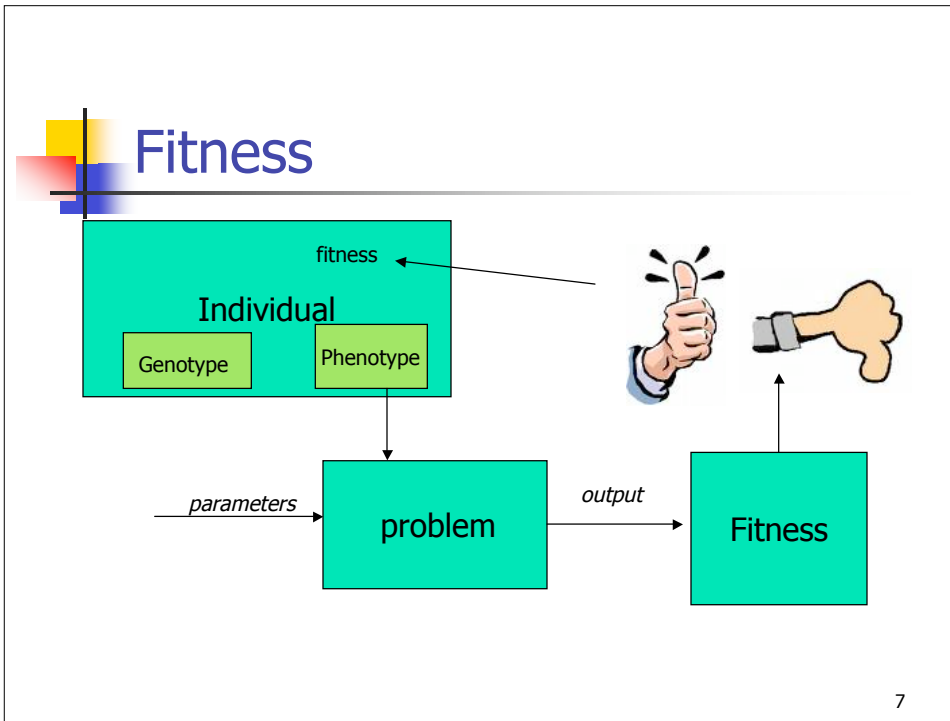 Fitness
fitness
Individual
Genotype
Phenotype
parameters
problem
output
Fitness
7